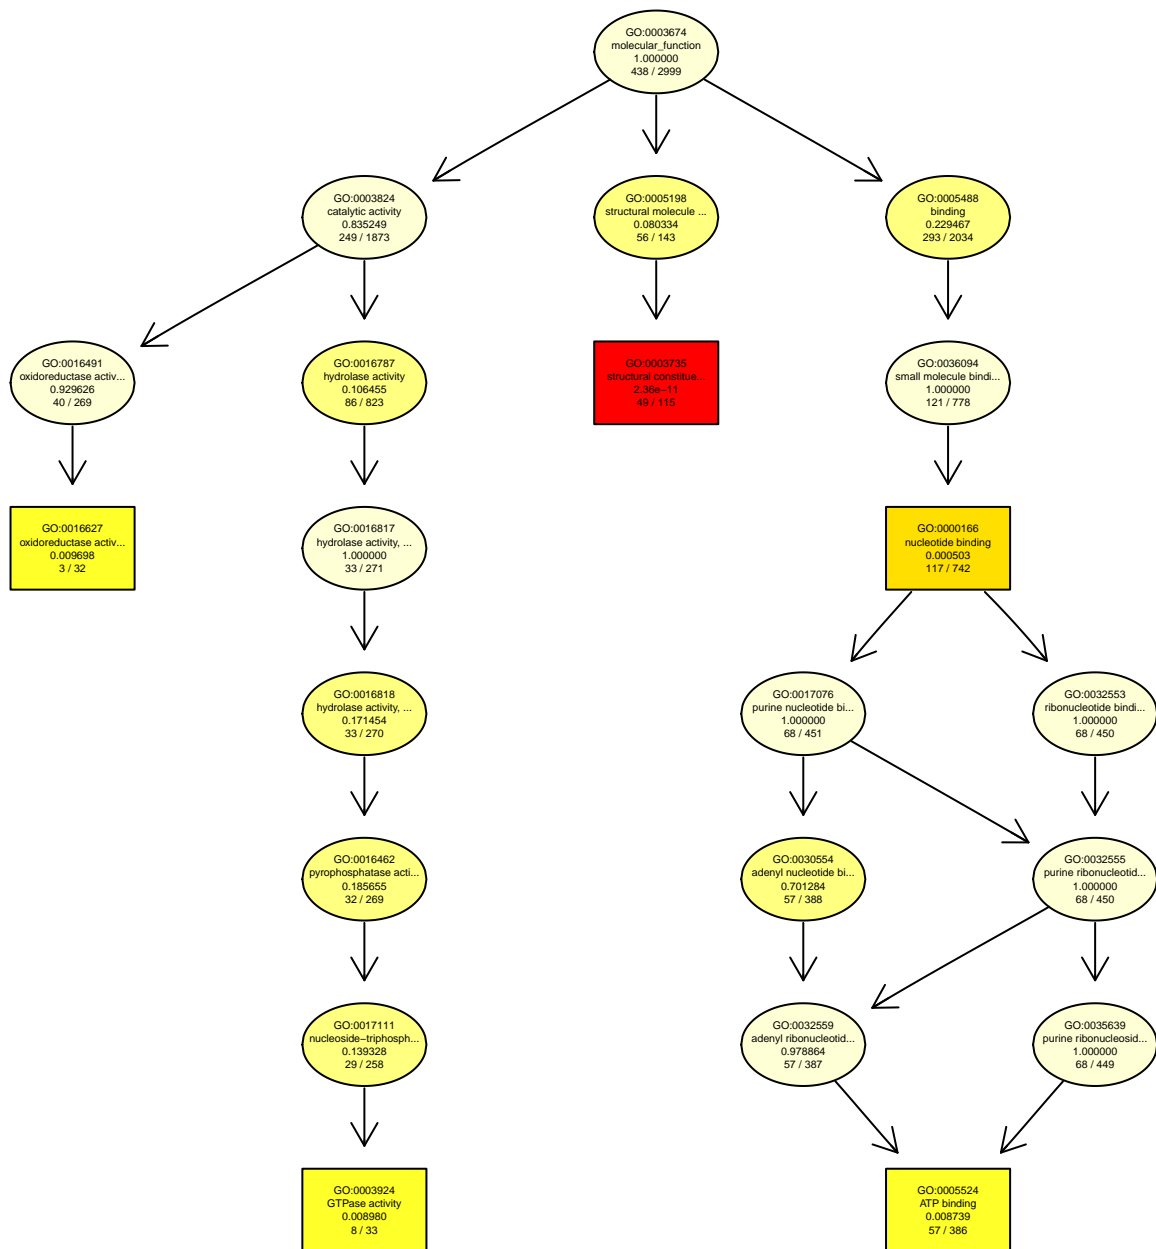 GO:0003674
molecular_function
1.000000
438 / 2999
GO:0003824
catalytic activity
0.835249
249 / 1873
GO:0005198
structural molecule ...
0.080334
56 / 143
GO:0005488
binding
0.229467
293 / 2034
GO:0016491
oxidoreductase activ...
0.929626
40 / 269
GO:0016787
hydrolase activity
0.106455
86 / 823
GO:0003735
structural constitue...
2.38e−11
49 / 115
GO:0036094
small molecule bindi...
1.000000
121 / 778
GO:0016627
oxidoreductase activ...
0.009698
3 / 32
GO:0016817
hydrolase activity, ...
1.000000
33 / 271
GO:0000166
nucleotide binding
0.000503
117 / 742
GO:0016818
hydrolase activity, ...
0.171454
33 / 270
GO:0017076
purine nucleotide bi...
1.000000
68 / 451
GO:0032553
ribonucleotide bindi...
1.000000
68 / 450
GO:0016462
pyrophosphatase acti...
0.185655
32 / 269
GO:0030554
adenyl nucleotide bi...
0.701284
57 / 388
GO:0032555
purine ribonucleotid...
1.000000
68 / 450
GO:0017111
nucleoside−triphosph...
0.139328
29 / 258
GO:0032559
adenyl ribonucleotid...
0.978864
57 / 387
GO:0035639
purine ribonucleosid...
1.000000
68 / 449
GO:0003924
GTPase activity
0.008980
8 / 33
GO:0005524
ATP binding
0.008739
57 / 386